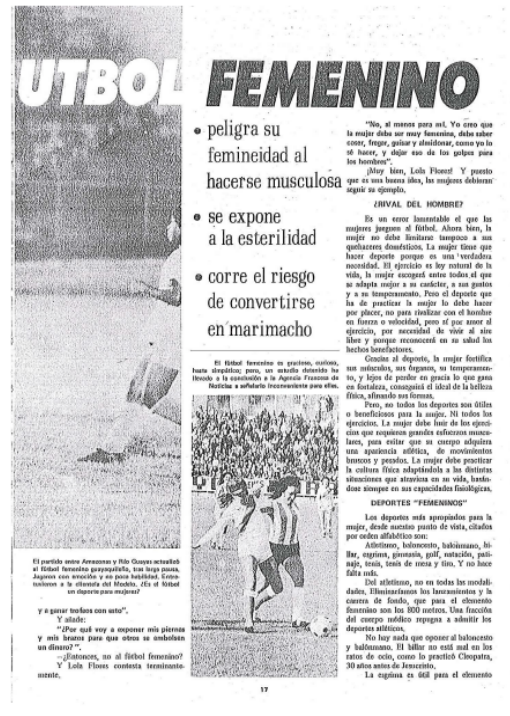 UTBOL FEMENINO
• peligra su
femineidad al
hacerse musculosa
• se expone
a la esterilidad
• corre el riesgo
de convertirse
en marimacho
El fútbol femenino es gracioso, curioso,
hasta simpático; pero, un estudio detenido ha
llevado a la conclusión a la Agencia Francesa de
Noticias a señalarlo inconveniente para ellas.
El partido entre Amazonas y Rilo Guayas actualizó
al fútbol femenino guayaquileño, tras larga pausa.
Jugaron con emoción y no poca habilidad. Entre-
tuvieron a la clientela del Modelo. ¿Es el fútbol
un deporte para mujeres?
y a ganar trofeos con esto".
Y añade:
"¿Por qué voy a exponer mis piernas
y mis brazos para que otros se embolsen
un dinero?".
—¿Entonces, no al fútbol femenino?
Y Lola Flores contesta terminante-
mente.
"No, al menos para mí. Yo creo que
la mujer debe ser muy femenina, debe saber
coser, fregar, guisar y almidonar, como yo lo
sé hacer, y dejar eso de los golpes para
los hombres".
¡Muy bien, Lola Flores! Y puesto
que es una buena idea, las mujeres debieran
seguir su ejemplo.
¿RIVAL DEL HOMBRE?
Es un error lamentable el que las
mujeres jueguen al fútbol. Ahora bien, la
mujer no debe limitarse tampoco a sus
quehaceres domésticos. La mujer tiene que
hacer deporte porque es una verdadera
necesidad. El ejercicio es ley natural de la
vida, la mujer escogerá entre todos el que
se adapta mejor a su carácter, a sus gustos
y a su temperamento. Pero el deporte que
ha de practicar la mujer lo debe hacer
por placer, no para rivalizar con el hombre
en fuerza o velocidad, pero sí por amor al
ejercicio, por necesidad de vivir al aire
libre y porque reconocerá en su salud los
hechos benefactores.
Gracias al deporte, la mujer fortifica
sus músculos, sus órganos, su temperamen-
to, y lejos de perder en gracia lo que gana
en fortaleza, conseguirá el ideal de la belleza
física, afinando sus formas.
Pero, no todos los deportes son útiles
o beneficiosos para la mujer. Ni todos los
ejercicios. La mujer debe huir de los ejerci-
cios que requieren grandes esfuerzos muscu-
lares, para evitar que su cuerpo adquiera
una apariencia atlética, de movimientos
bruscos y pesados. La mujer debe practicar
la cultura física adaptándola a las distintas
situaciones que atraviesa en su vida, basán-
dose siempre en sus capacidades fisiológicas.
DEPORTES "FEMENINOS"
Los deportes más apropiados para la
mujer, desde nuestro punto de vista, citados
por orden alfabético son:
Atletismo, baloncesto, balonmano, bi-
llar, esgrima, gimnasia, golf, natación, pati-
naje, tenis, tenis de mesa y tiro. Y no hace
falta más.
Del atletismo, no en todas las modali-
dades, Eliminaríamos los lanzamientos y la
carrera de fondo, que para el elemento
femenino son los 800 metros. Una fracción
del cuerpo médico repugna a admitir los
deportes atléticos.
No hay nada que oponer al baloncesto
y balónmano. El billar no está mal en los
ratos de ocio, como lo practicó Cleopatra,
30 años antes de Jesucristo.
La esgrima es útil para el elemento
17